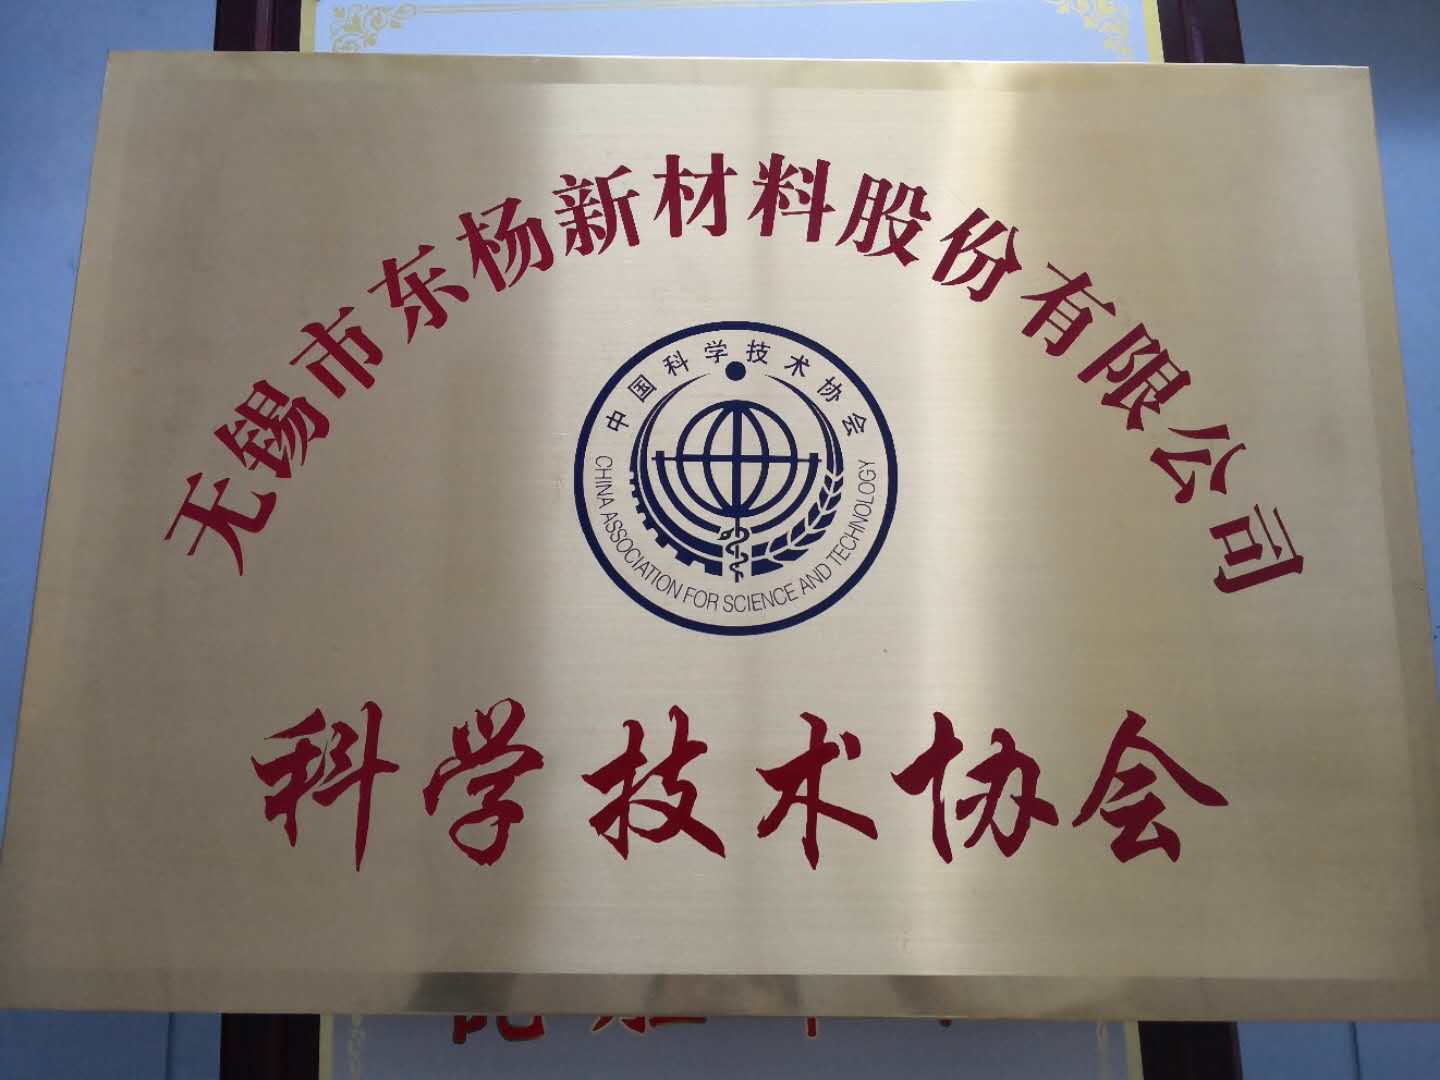 无锡市东杨新材料股份有限公司
中国科学技术协会
CHINA ASSOCIATION FOR SCIENCE AND TECHNOLOGY
科学技术协会